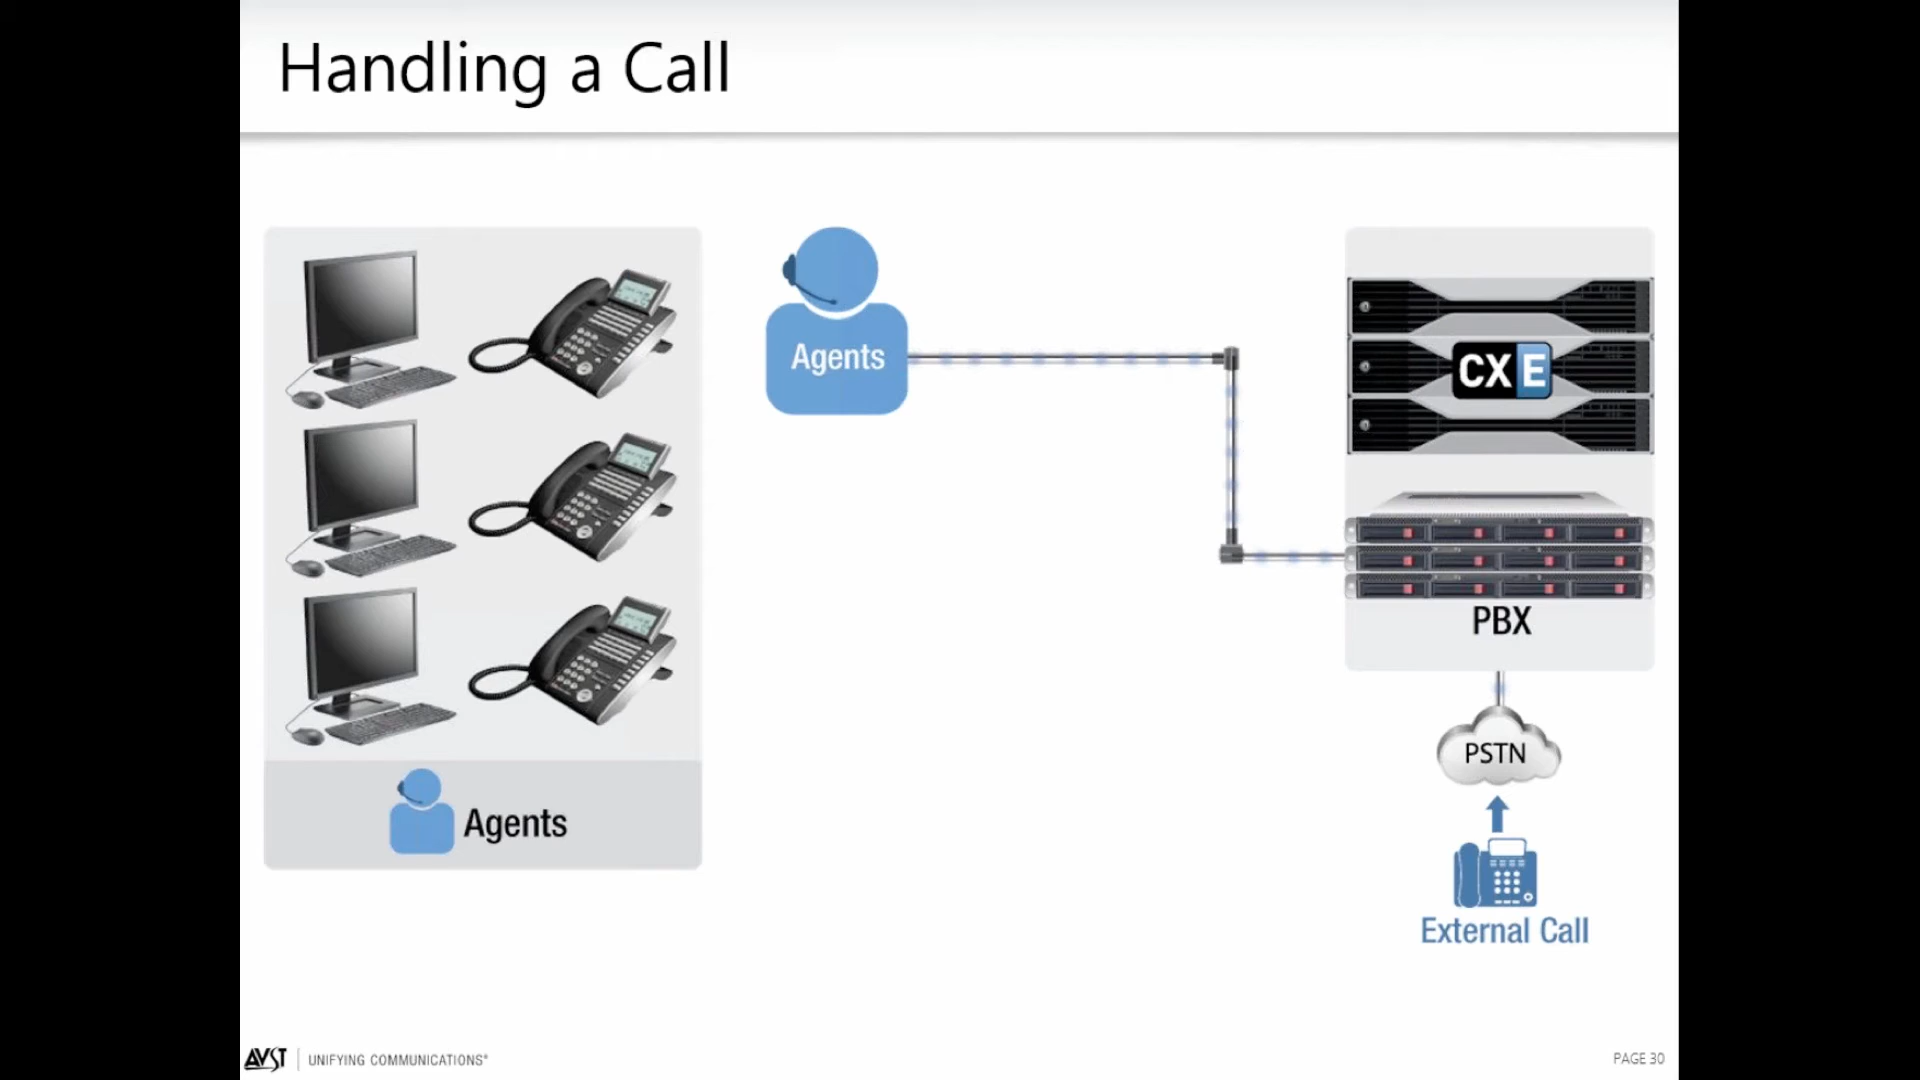 Handling a Call
Agents
CXE
PBX
PSTN
External Call
Agents
AVST
UNIFYING COMMUNICATIONS®
PAGE 30